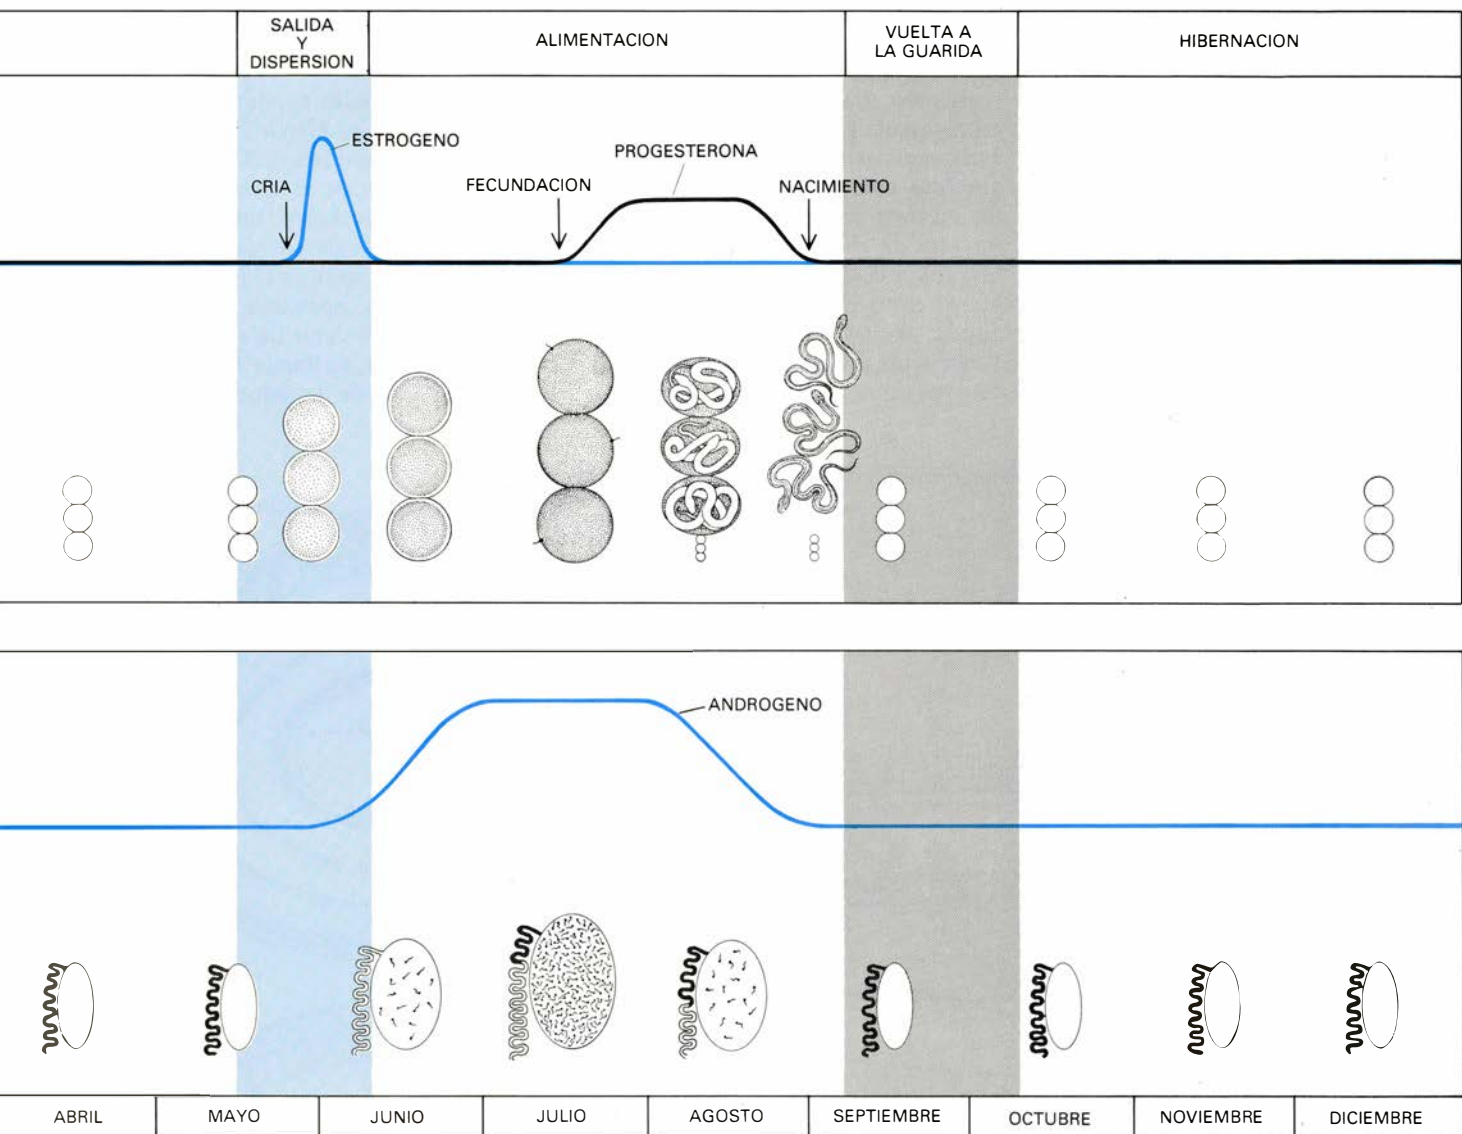 SALIDA
Y
DISPERSION
ALIMENTACION
VUELTA A
LA GUARIDA
HIBERNACION
ESTROGENO
PROGESTERONA
CRIA
FECUNDACION
NACIMIENTO
ANDROGENO
ABRIL
MAYO
JUNIO
JULIO
AGOSTO
SEPTIEMBRE
OCTUBRE
NOVIEMBRE
DICIEMBRE